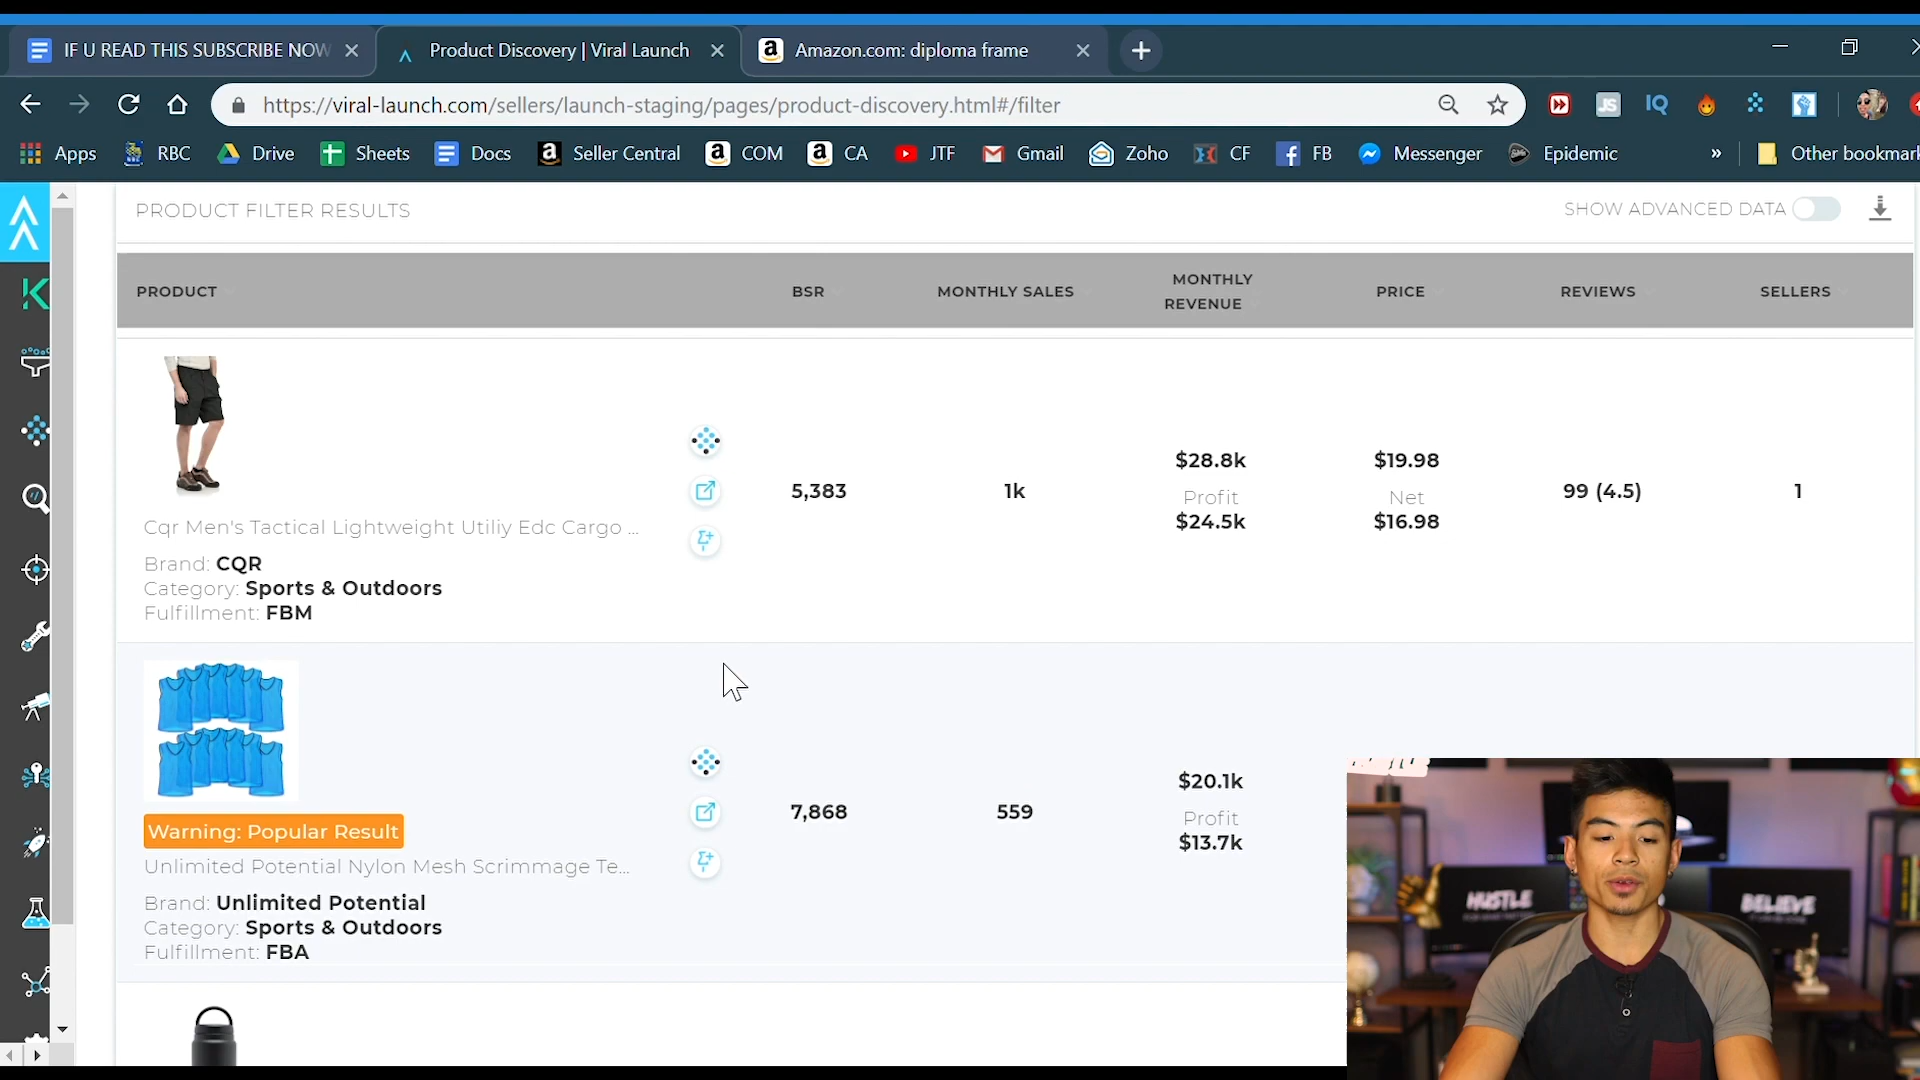 IF U READ THIS SUBSCRIBE NOW
Product Discovery | Viral Launch
Amazon.com: diploma frame
https://viral-launch.com/sellers/launch-staging/pages/product-discovery.html#/filter
JS
IQ
Apps
RBC
Drive
Sheets
Docs
Seller Central
COM
CA
JTF
Gmail
Zoho
CF
FB
Messenger
Epidemic
»
Other bookmark
PRODUCT FILTER RESULTS
SHOW ADVANCED DATA
PRODUCT
BSR
MONTHLY SALES
MONTHLY
REVENUE
PRICE
REVIEWS
SELLERS
Cqr Men's Tactical Lightweight Utiliy Edc Cargo ...
Brand: CQR
Category: Sports & Outdoors
Fulfillment: FBM
5,383
1k
$28.8k
Profit
$24.5k
$19.98
Net
$16.98
99 (4.5)
1
Warning: Popular Result
Unlimited Potential Nylon Mesh Scrimmage Te...
Brand: Unlimited Potential
Category: Sports & Outdoors
Fulfillment: FBA
7,868
559
$20.1k
Profit
$13.7k
HUSTLE
BELIEVE